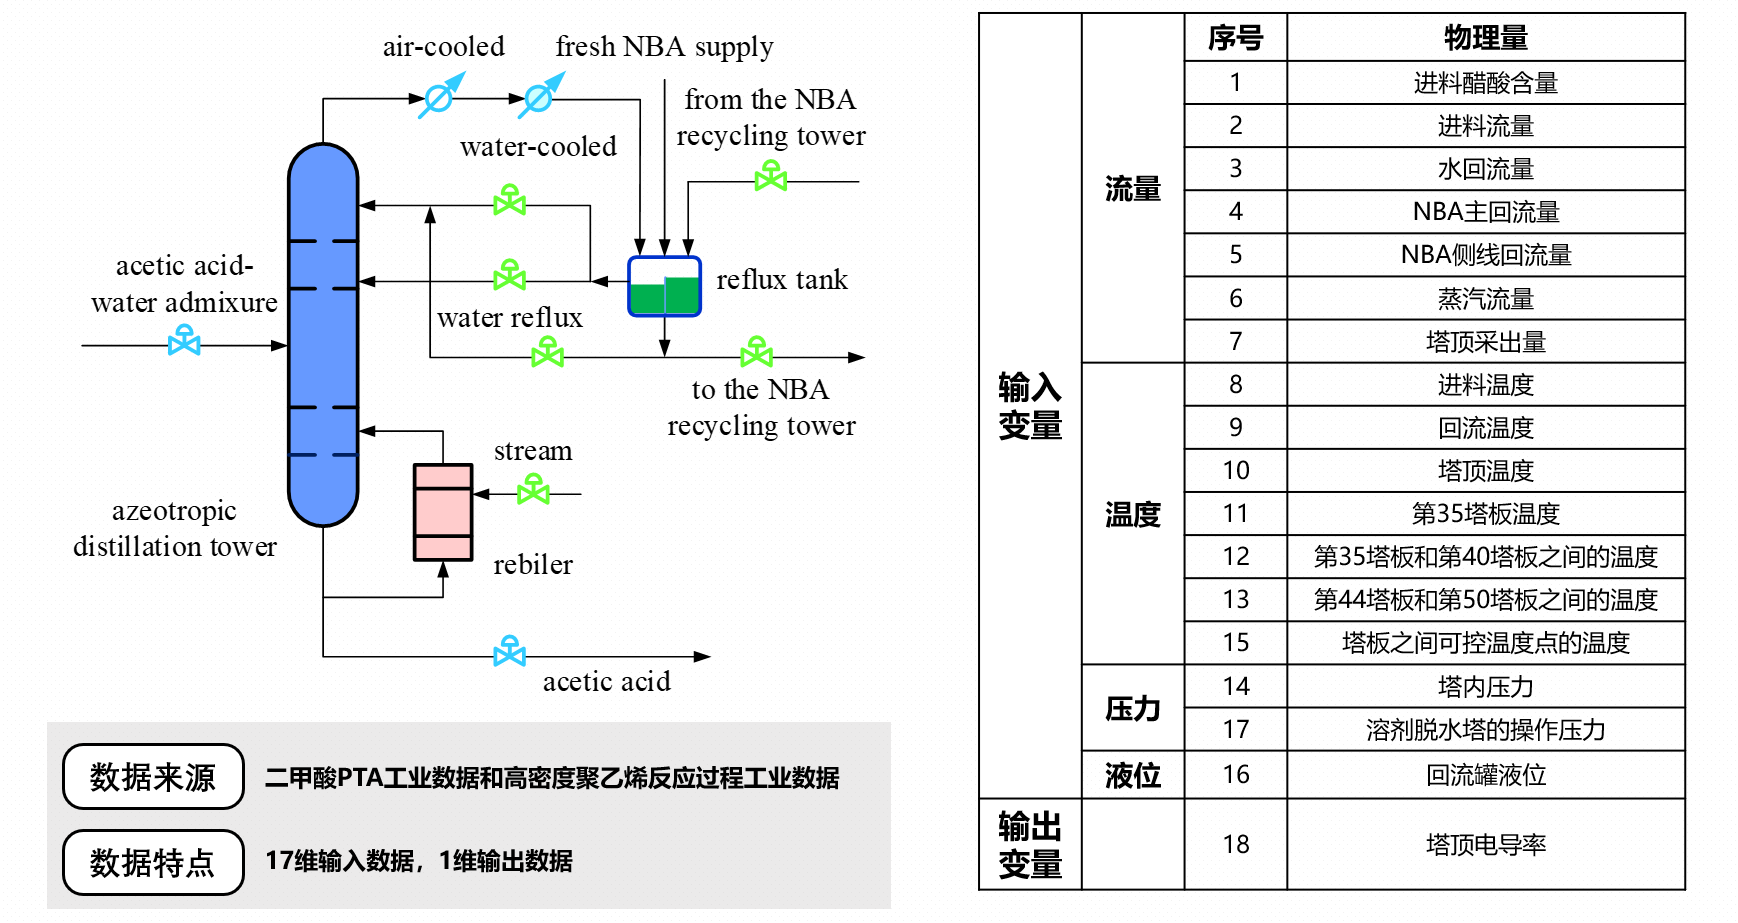 air-cooled
fresh NBA supply
from the NBA
recycling tower
water-cooled
acetic acid-
water admixure
reflux tank
water reflux
to the NBA
recycling tower
stream
azeotropic
distillation tower
rebiler
acetic acid
数据来源
二甲酸PTA工业数据和高密度聚乙烯反应过程工业数据
数据特点
17维输入数据，1维输出数据
输入
变量
流量
序号 物理量
1 进料醋酸含量
2 进料流量
3 水回流量
4 NBA主回流量
5 NBA侧线回流量
6 蒸汽流量
7 塔顶采出量
温度
8 进料温度
9 回流温度
10 塔顶温度
11 第35塔板温度
12 第35塔板和第40塔板之间的温度
13 第44塔板和第50塔板之间的温度
15 塔板之间可控温度点的温度
压力
14 塔内压力
17 溶剂脱水塔的操作压力
液位
16 回流罐液位
输出
变量
18 塔顶电导率